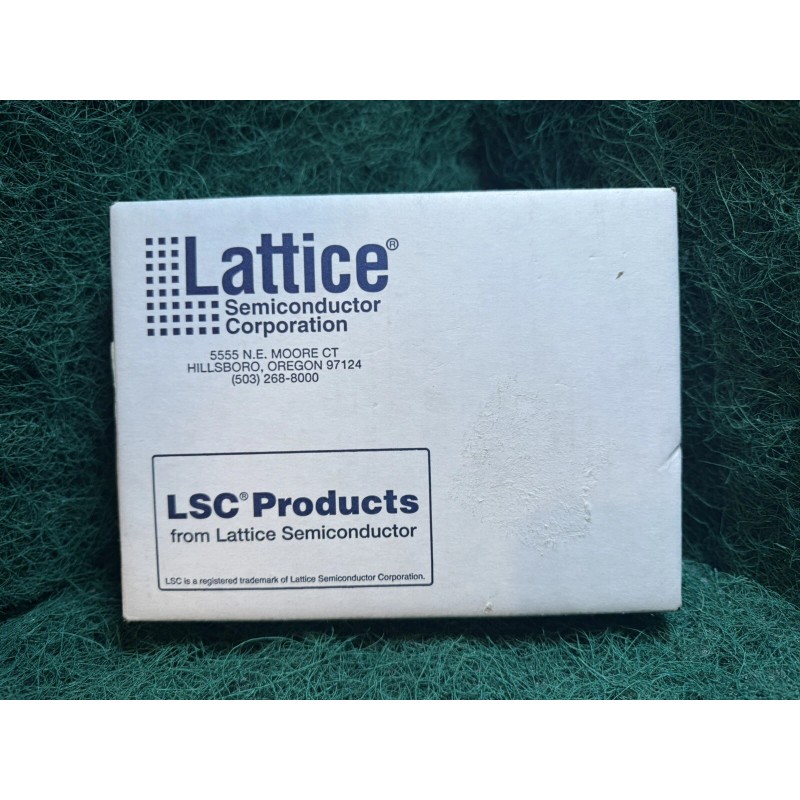 Lattice®
Semiconductor
Corporation
5555 N.E. MOORE CT
HILLSBORO, OREGON 97124
(503) 268-8000
LSC® Products
from Lattice Semiconductor
LSC is a registered trademark of Lattice Semiconductor Corporation.